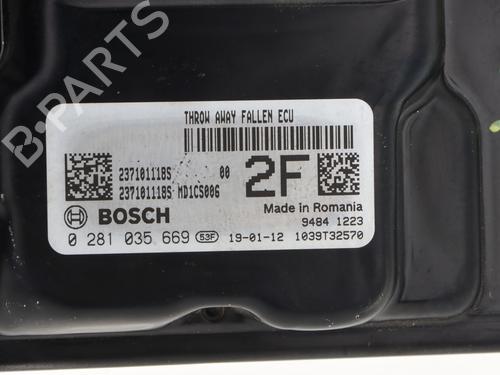 THROW AWAY FALLEN ECU
237101118S 00
237101118S MD1CS006
2F
BOSCH
Made in Romania
9484 1223
0 281 035 669 53F 19-01-12 1039T32570
B-PARTS